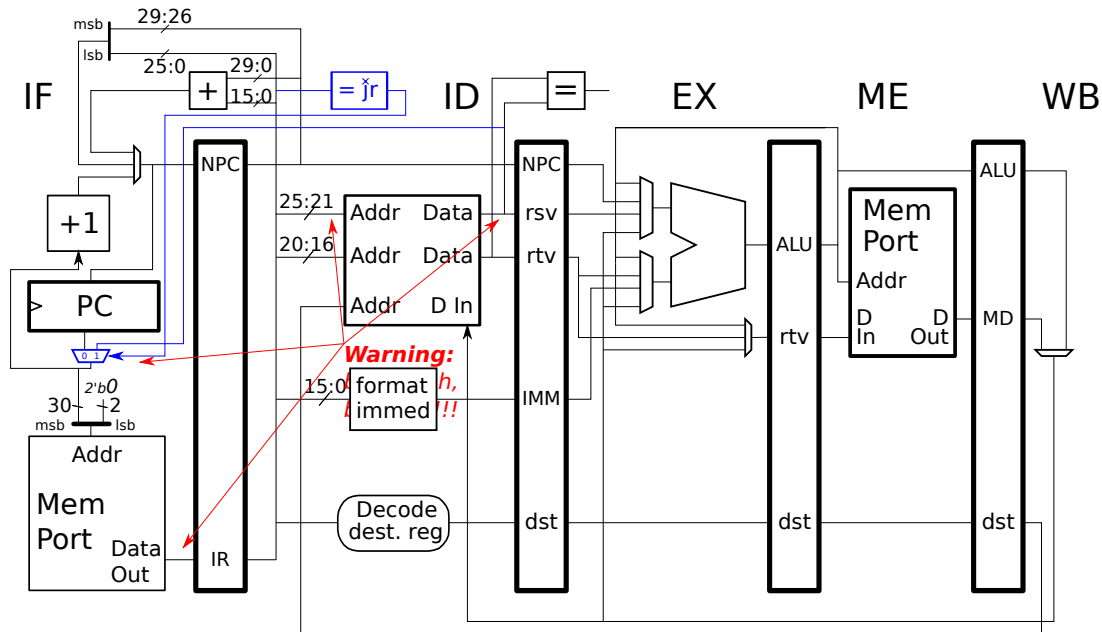 29:26
msb
lsb
25:0
29:0
15:0
+
= jr
x
=
IF
ID
EX
ME
WB
NPC
NPC
ALU
+1
25:21
Addr
Data
rsv
20:16
Addr
Data
rtv
Mem
Port
ALU
Addr
PC
Addr
D In
D
In
D
Out
MD
rtv
0 1
Warning:
h,
!!!
2'b0
30
2
msb
lsb
15:0
format
immed
IMM
Addr
Mem
Port
Data
Out
IR
Decode
dest. reg
dst
dst
dst